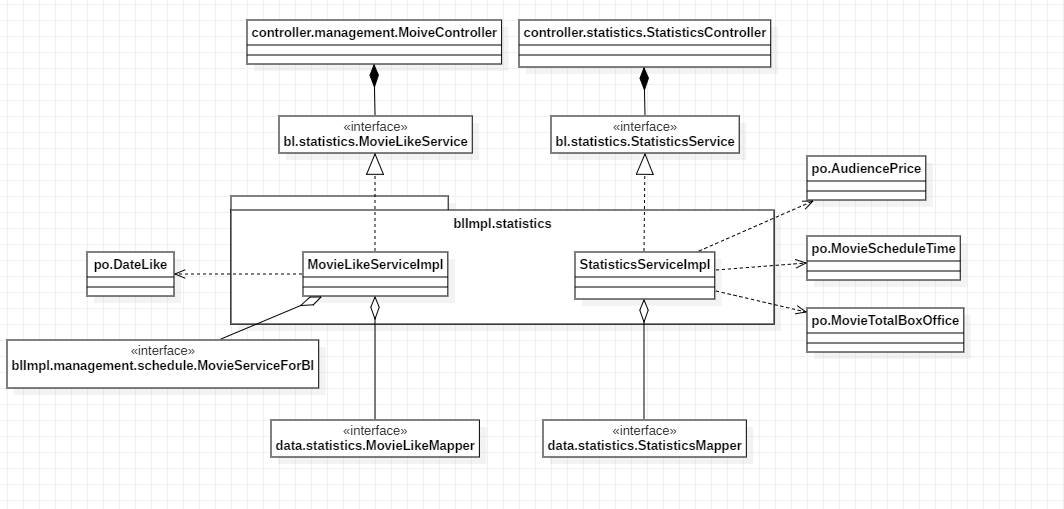 controller.management.MoiveController
controller.statistics.StatisticsController
«interface»
bl.statistics.MovieLikeService
«interface»
bl.statistics.StatisticsService
po.AudiencePrice
blImpl.statistics
po.DateLike
MovieLikeServiceImpl
StatisticsServiceImpl
po.MovieScheduleTime
po.MovieTotalBoxOffice
«interface»
blImpl.management.schedule.MovieServiceForBl
«interface»
data.statistics.MovieLikeMapper
«interface»
data.statistics.StatisticsMapper